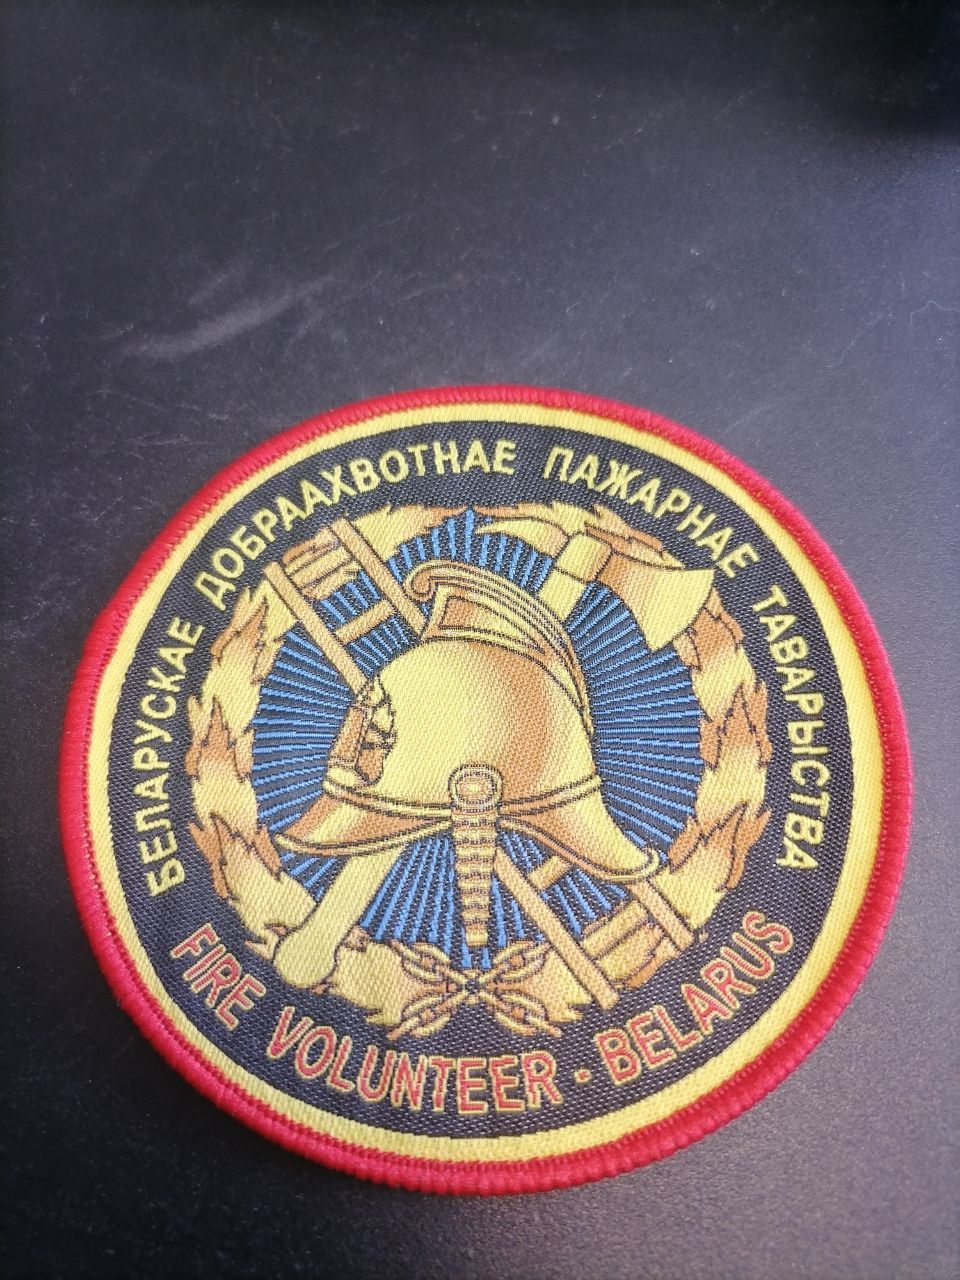 БЕЛАРУСКАЕ ДОБРААХВОТНАЕ ПАЖАРНАЕ ТАВАРЫСТВА
FIRE VOLUNTEER · BELARUS